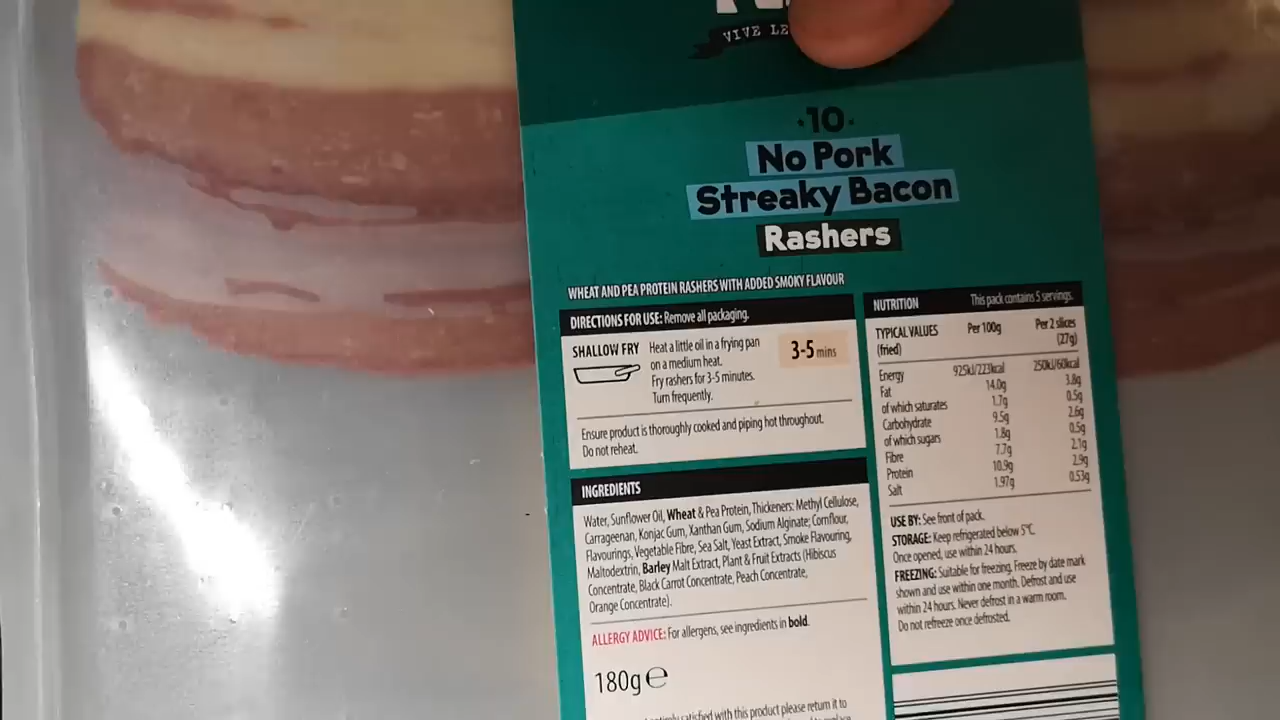 VIVE LE
10
No Pork
Streaky Bacon
Rashers
WHEAT AND PEA PROTEIN RASHERS WITH ADDED SMOKY FLAVOUR
DIRECTIONS FOR USE: Remove all packaging.
SHALLOW FRY
Heat a little oil in a frying pan
on a medium heat.
Fry rashers for 3-5 minutes.
Turn frequently.
3-5 mins
Ensure product is thoroughly cooked and piping hot throughout.
Do not reheat.
INGREDIENTS
Water, Sunflower Oil, Wheat & Pea Protein, Thickeners: Methyl Cellulose,
Carrageenan, Konjac Gum, Xanthan Gum, Sodium Alginate; Cornflour,
Flavourings, Vegetable Fibre, Sea Salt, Yeast Extract, Smoke Flavouring,
Maltodextrin, Barley Malt Extract, Plant & Fruit Extracts (Hibiscus
Concentrate, Black Carrot Concentrate, Peach Concentrate,
Orange Concentrate).
ALLERGY ADVICE: For allergens, see ingredients in bold.
180g e
satisfied with this product please return it to
NUTRITION This pack contains 5 servings.
TYPICAL VALUES Per 100g Per 2 slices
(fried) (27g)
Energy 925kJ/223kcal 250kJ/60kcal
Fat 14.0g 3.8g
of which saturates 1.7g 0.5g
Carbohydrate 9.5g 2.6g
of which sugars 1.8g 0.5g
Fibre 7.7g 2.1g
Protein 10.9g 2.9g
Salt 1.97g 0.53g
USE BY: See front of pack.
STORAGE: Keep refrigerated below 5°C.
Once opened, use within 24 hours.
FREEZING: Suitable for freezing. Freeze by date mark
shown and use within one month. Defrost and use
within 24 hours. Never defrost in a warm room.
Do not refreeze once defrosted.